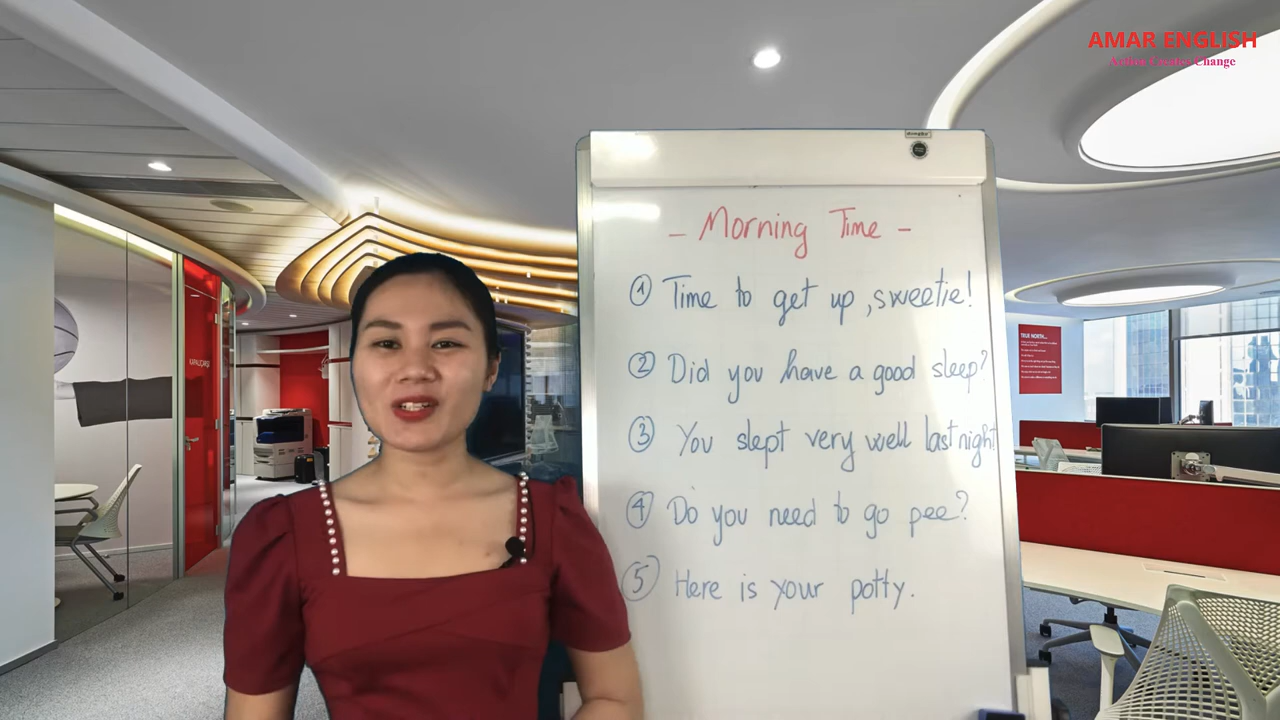 AMAR ENGLISH
Action Creates Change
- Morning Time -
① Time to get up, sweetie!
② Did you have a good sleep?
③ You slept very well last night
④ Do you need to go pee?
⑤ Here is your potty.
TRUE NORTH